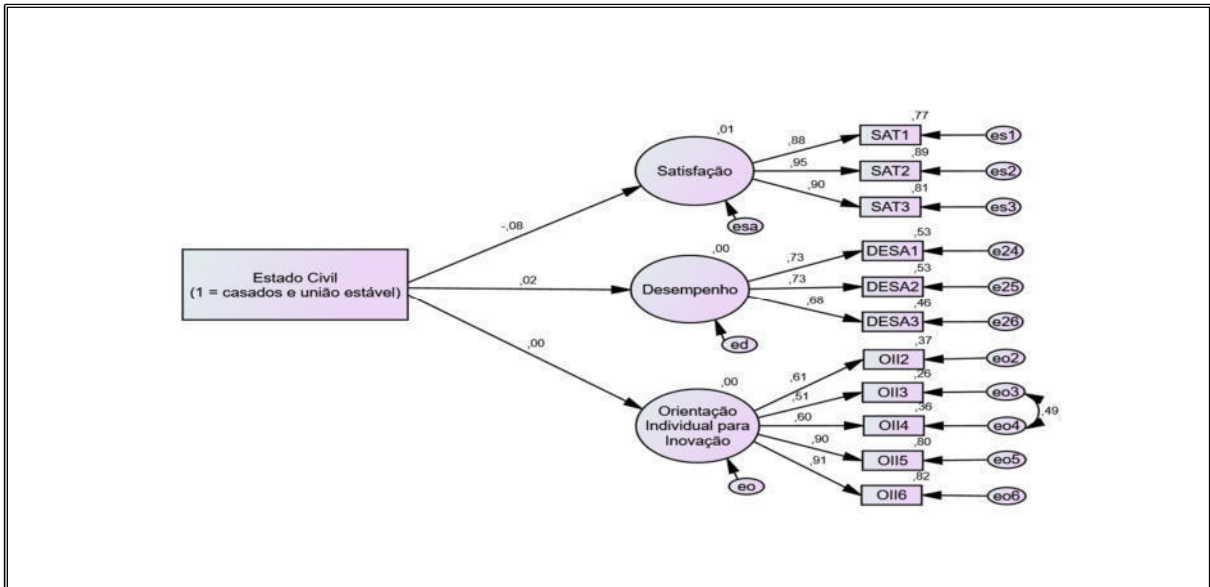 ,77
,01
,88
SAT1
es1
,89
,95
SAT2
es2
Satisfação
,81
,90
SAT3
es3
esa
-,08
,53
,00
,73
DESA1
e24
,53
Estado Civil
(1 = casados e união estável)
,02
Desempenho
,73
DESA2
e25
,46
,68
DESA3
e26
ed
,37
,00
,00
,61
OII2
eo2
,26
,51
OII3
eo3
Orientação
Individual para
Inovação
,36
,49
,60
OII4
eo4
,80
,90
OII5
eo5
,82
,91
OII6
eo6
eo